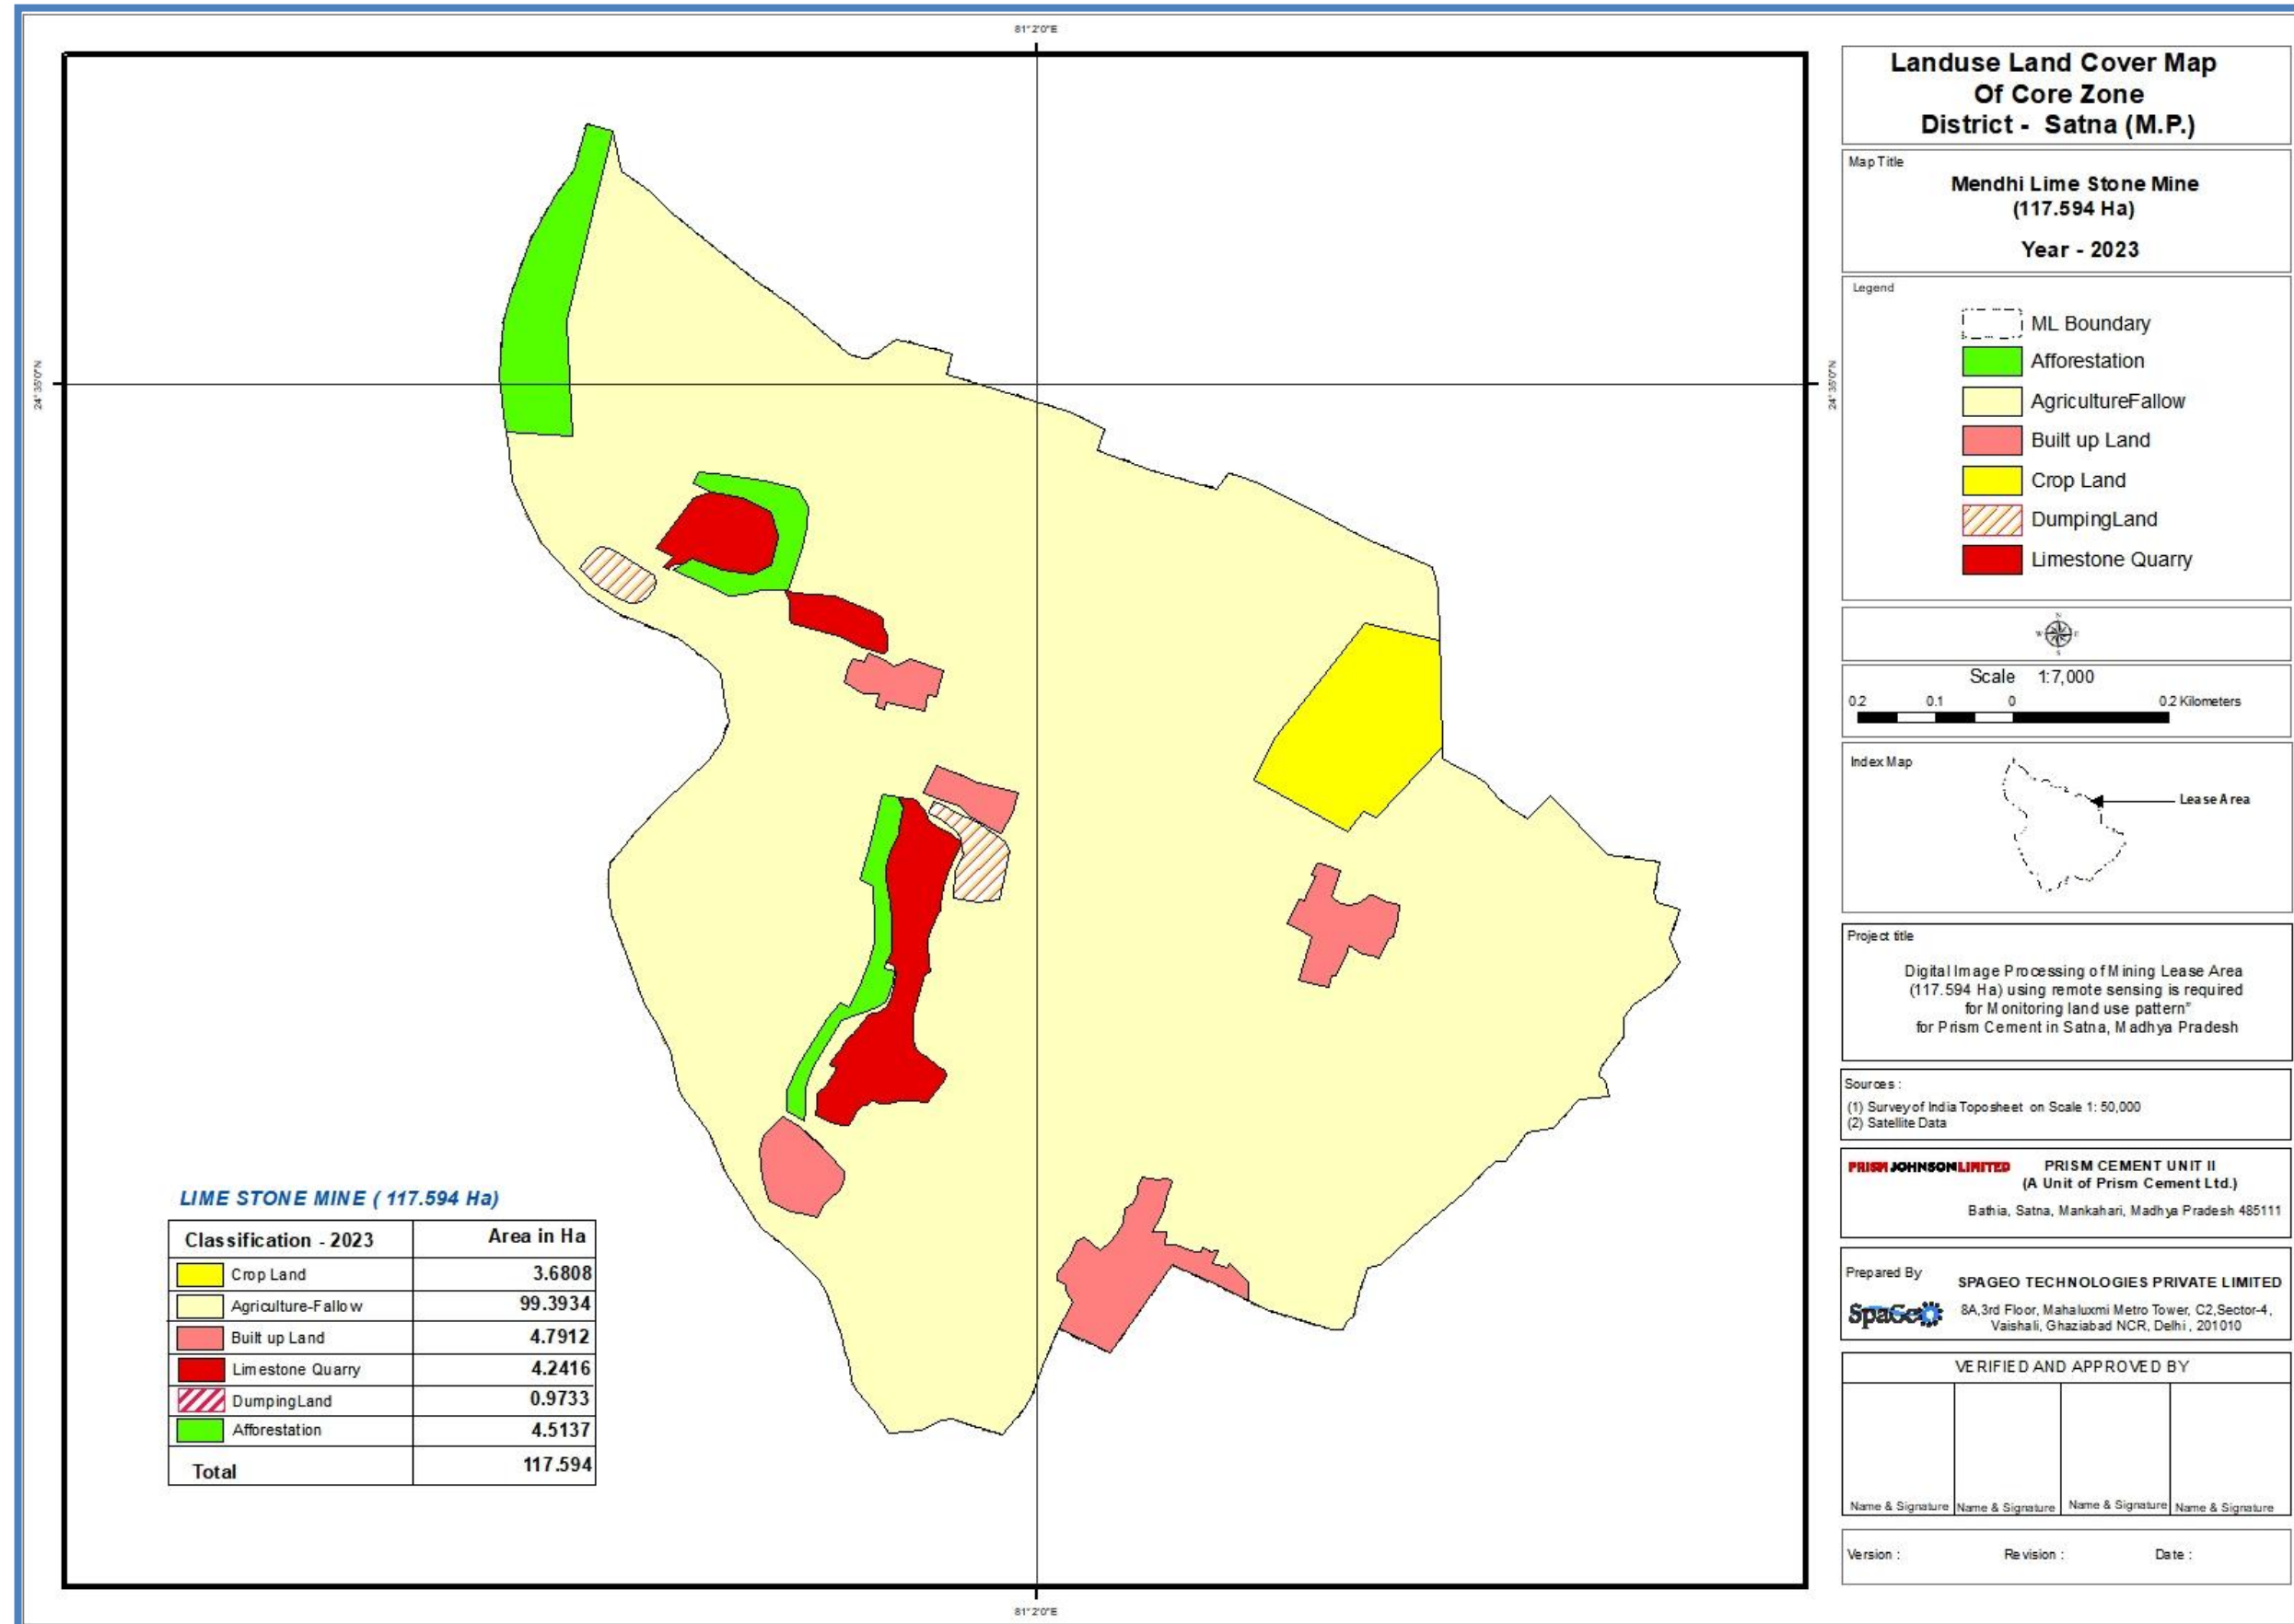 81°2'0"E
24°35'0"N
24°35'0"N
81°2'0"E
LIME STONE MINE ( 117.594 Ha)
Classification - 2023 Area in Ha
Crop Land 3.6808
Agriculture-Fallow 99.3934
Built up Land 4.7912
Limestone Quarry 4.2416
DumpingLand 0.9733
Afforestation 4.5137
Total 117.594
Landuse Land Cover Map
Of Core Zone
District - Satna (M.P.)
Map Title
Mendhi Lime Stone Mine
(117.594 Ha)
Year - 2023
Legend
ML Boundary
Afforestation
AgricultureFallow
Built up Land
Crop Land
DumpingLand
Limestone Quarry
N
W E
S
Scale 1:7,000
0.2 0.1 0 0.2 Kilometers
Index Map
Lease Area
Project title
Digital Image Processing of Mining Lease Area
(117.594 Ha) using remote sensing is required
for Monitoring land use pattern"
for Prism Cement in Satna, Madhya Pradesh
Sources :
(1) Survey of India Toposheet on Scale 1: 50,000
(2) Satellite Data
PRISM JOHNSON LIMITED PRISM CEMENT UNIT II
(A Unit of Prism Cement Ltd.)
Bathia, Satna, Mankahari, Madhya Pradesh 485111
Prepared By
SPAGEO TECHNOLOGIES PRIVATE LIMITED
SpaGeo 8A,3rd Floor, Mahaluxmi Metro Tower, C2,Sector-4,
Vaishali, Ghaziabad NCR, Delhi , 201010
VERIFIED AND APPROVED BY
Name & Signature Name & Signature Name & Signature Name & Signature
Version : Revision : Date :